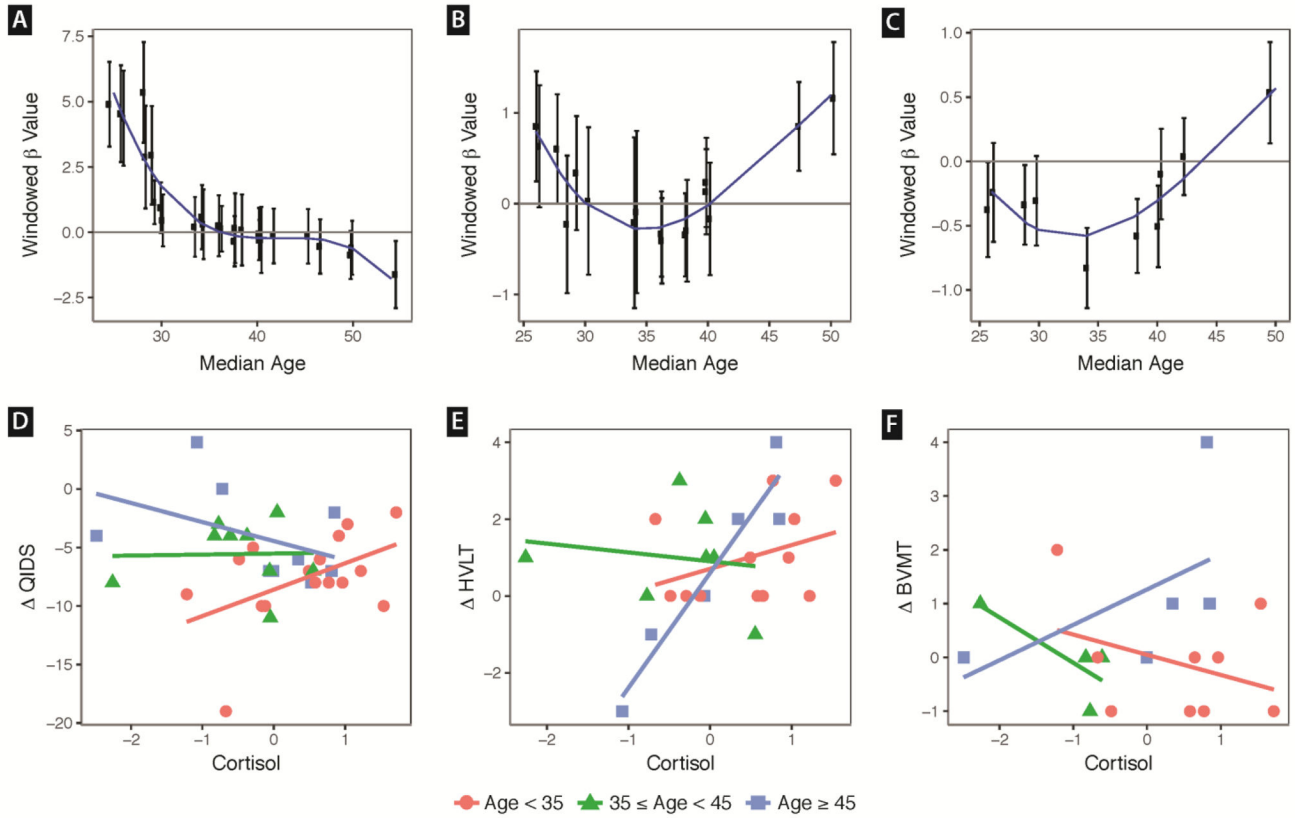 A
B
C
7.5
5.0
2.5
0.0
−2.5
Windowed β Value
30
40
50
Median Age
1
0
−1
Windowed β Value
25
30
35
40
45
50
Median Age
1.0
0.5
0.0
−0.5
−1.0
Windowed β Value
25
30
35
40
45
50
Median Age
D
E
F
5
0
−5
−10
−15
−20
Δ QIDS
−2
−1
0
1
Cortisol
4
2
0
−2
Δ HVLT
−2
−1
0
1
Cortisol
4
3
2
1
0
−1
Δ BVMT
−2
−1
0
1
Cortisol
Age < 35
35 ≤ Age < 45
Age ≥ 45